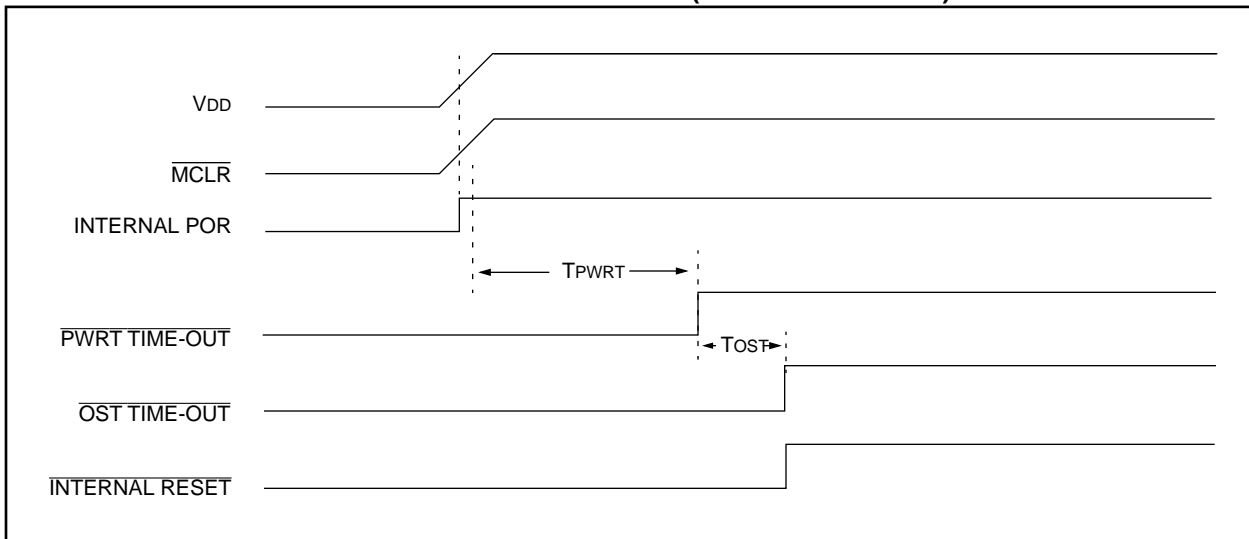 VDD
MCLR
INTERNAL POR
TPWRT
PWRT TIME-OUT
TOST
OST TIME-OUT
INTERNAL RESET